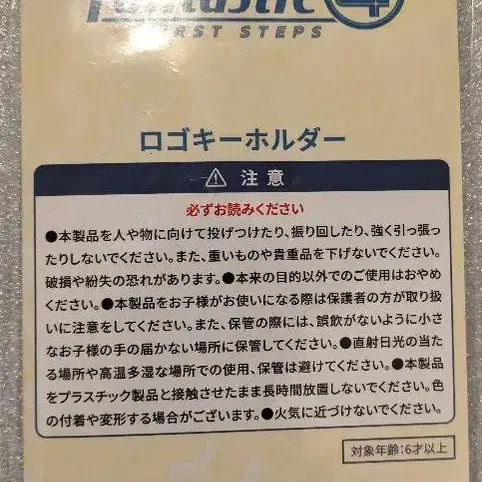 Fantastic 4
FIRST STEPS
ロゴキーホルダー
⚠ 注意
必ずお読みください
●本製品を人や物に向けて投げつけたり、振り回したり、強く引っ張っ
たりしないでください。また、重いものや貴重品を下げないでください。
破損や紛失の恐れがあります。●本来の目的以外でのご使用はおやめ
ください。●本製品をお子様がお使いになる際は保護者の方が取り扱
いに注意をしてください。また、保管の際には、誤飲がないように小さ
なお子様の手の届かない場所に保管してください。●直射日光の当た
る場所や高温多湿な場所での使用、保管は避けてください。●本製品
をプラスチック製品と接触させたまま長時間放置しないでください。色
の付着や変形する場合がございます。●火気に近づけないでください。
対象年齢:6才以上